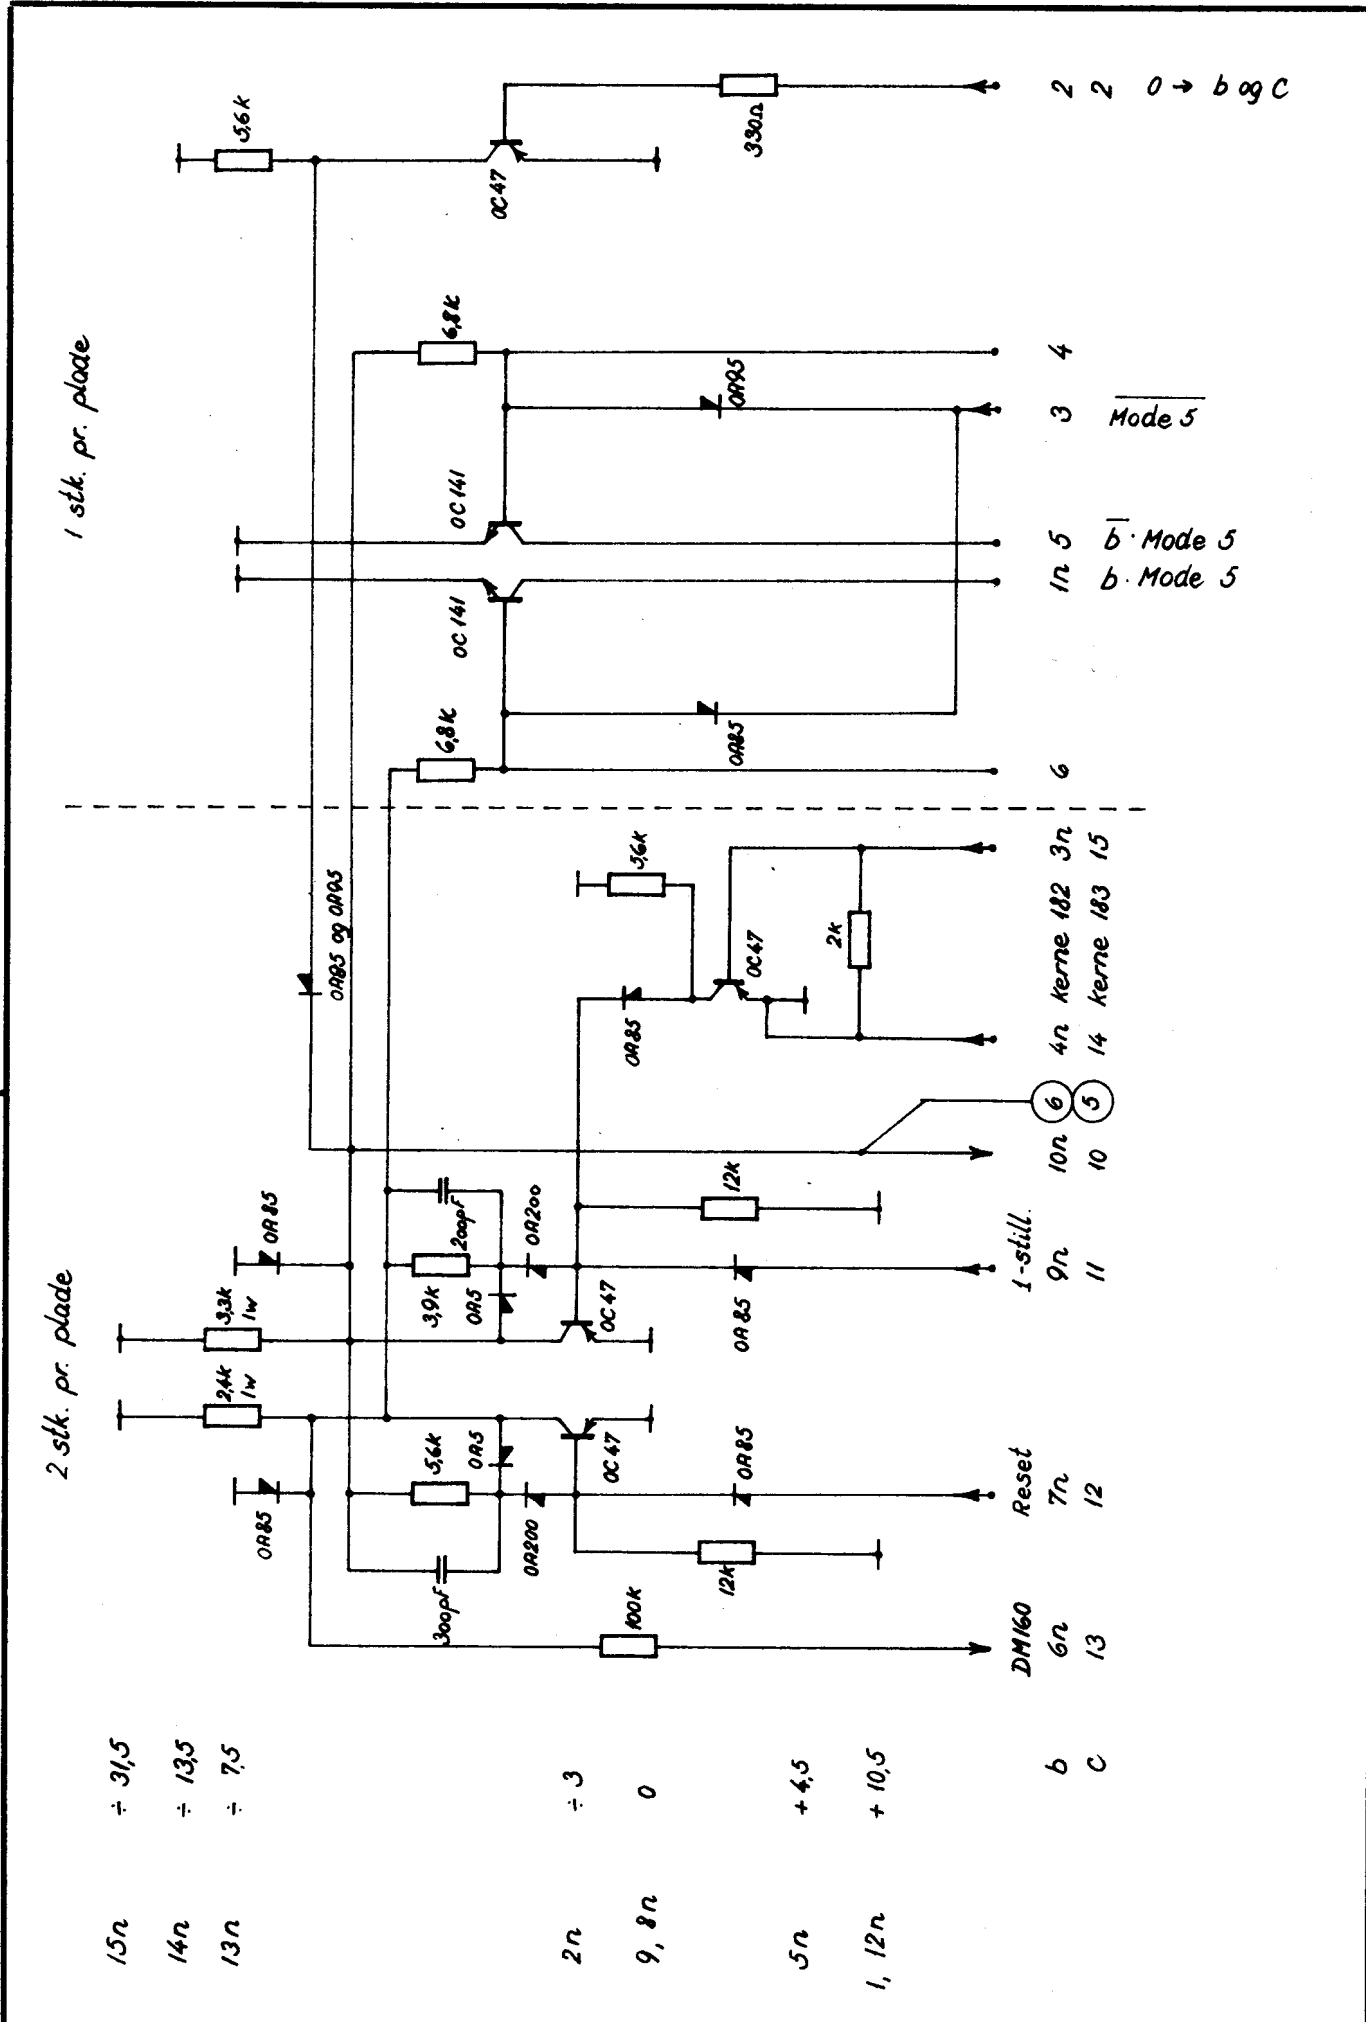 2 stk. pr. plade
1 stk. pr. plade
15n ÷ 31,5
14n ÷ 13,5
13n ÷ 7,5
2n ÷ 3
9, 8n 0
5n + 4,5
1, 12n + 10,5
2,4k
1w
3,3k
1w
5,6k
OA85
OA85
OA85 og OA95
300pF
5,6k
OA5
OA200
3,9k
OA5
200pF
OA200
6,8k
6,8k
OC141
OC141
OC47
OC47
OC47
100k
12k
OA85
OC47
OA85
12k
OA85
5,6k
OC47
2k
OA85
OA95
330Ω
DM160
Reset
1-still.
b 6n 7n 9n 10n 6 4n kerne 182 3n 6 1n 5 3 4 2
c 13 12 11 10 5 14 kerne 183 15 2
b · Mode 5
b̅ · Mode 5
M̅o̅d̅e̅ ̅5̅
0 → b og C